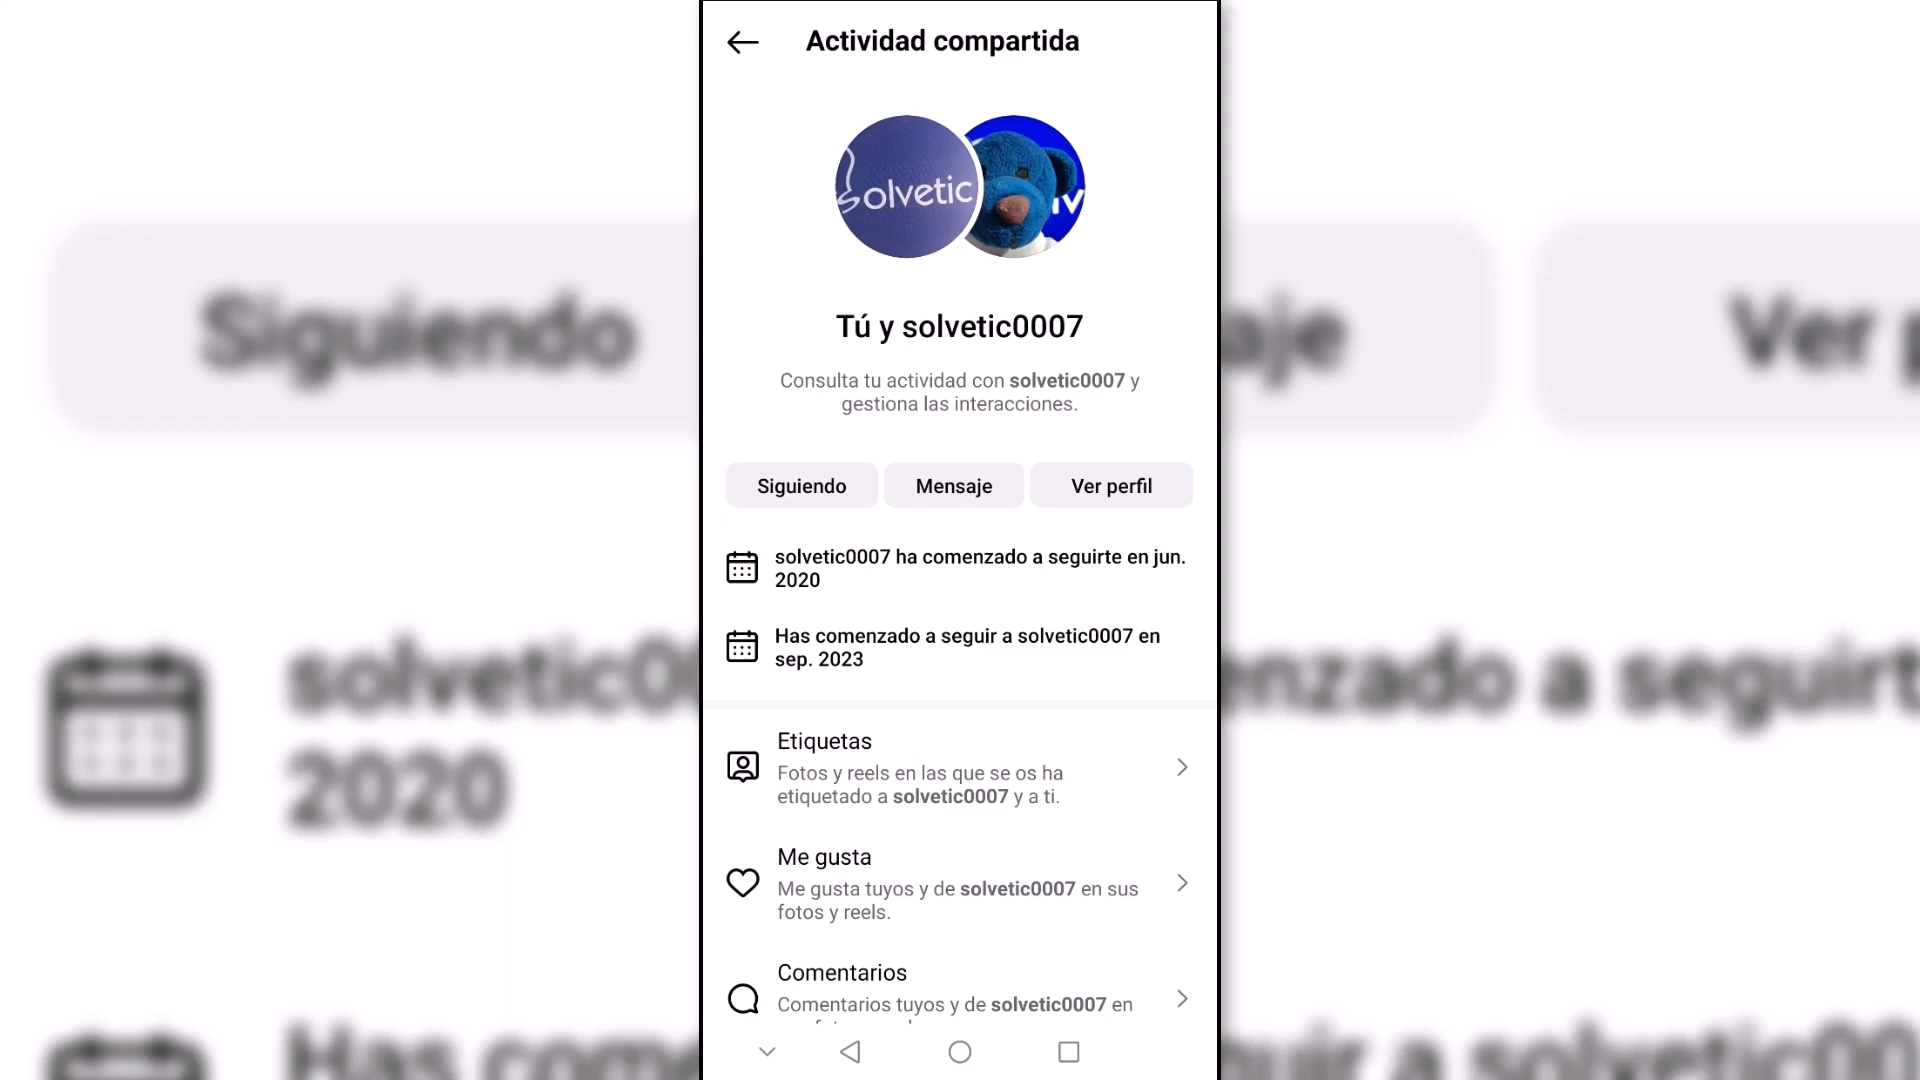 Actividad compartida
Solvetic
Tú y solvetic0007
Consulta tu actividad con solvetic0007 y
gestiona las interacciones.
Siguiendo
Mensaje
Ver perfil
solvetic0007 ha comenzado a seguirte en jun.
2020
Has comenzado a seguir a solvetic0007 en
sep. 2023
Etiquetas
Fotos y reels en las que se os ha
etiquetado a solvetic0007 y a ti.
Me gusta
Me gusta tuyos y de solvetic0007 en sus
fotos y reels.
Comentarios
Comentarios tuyos y de solvetic0007 en